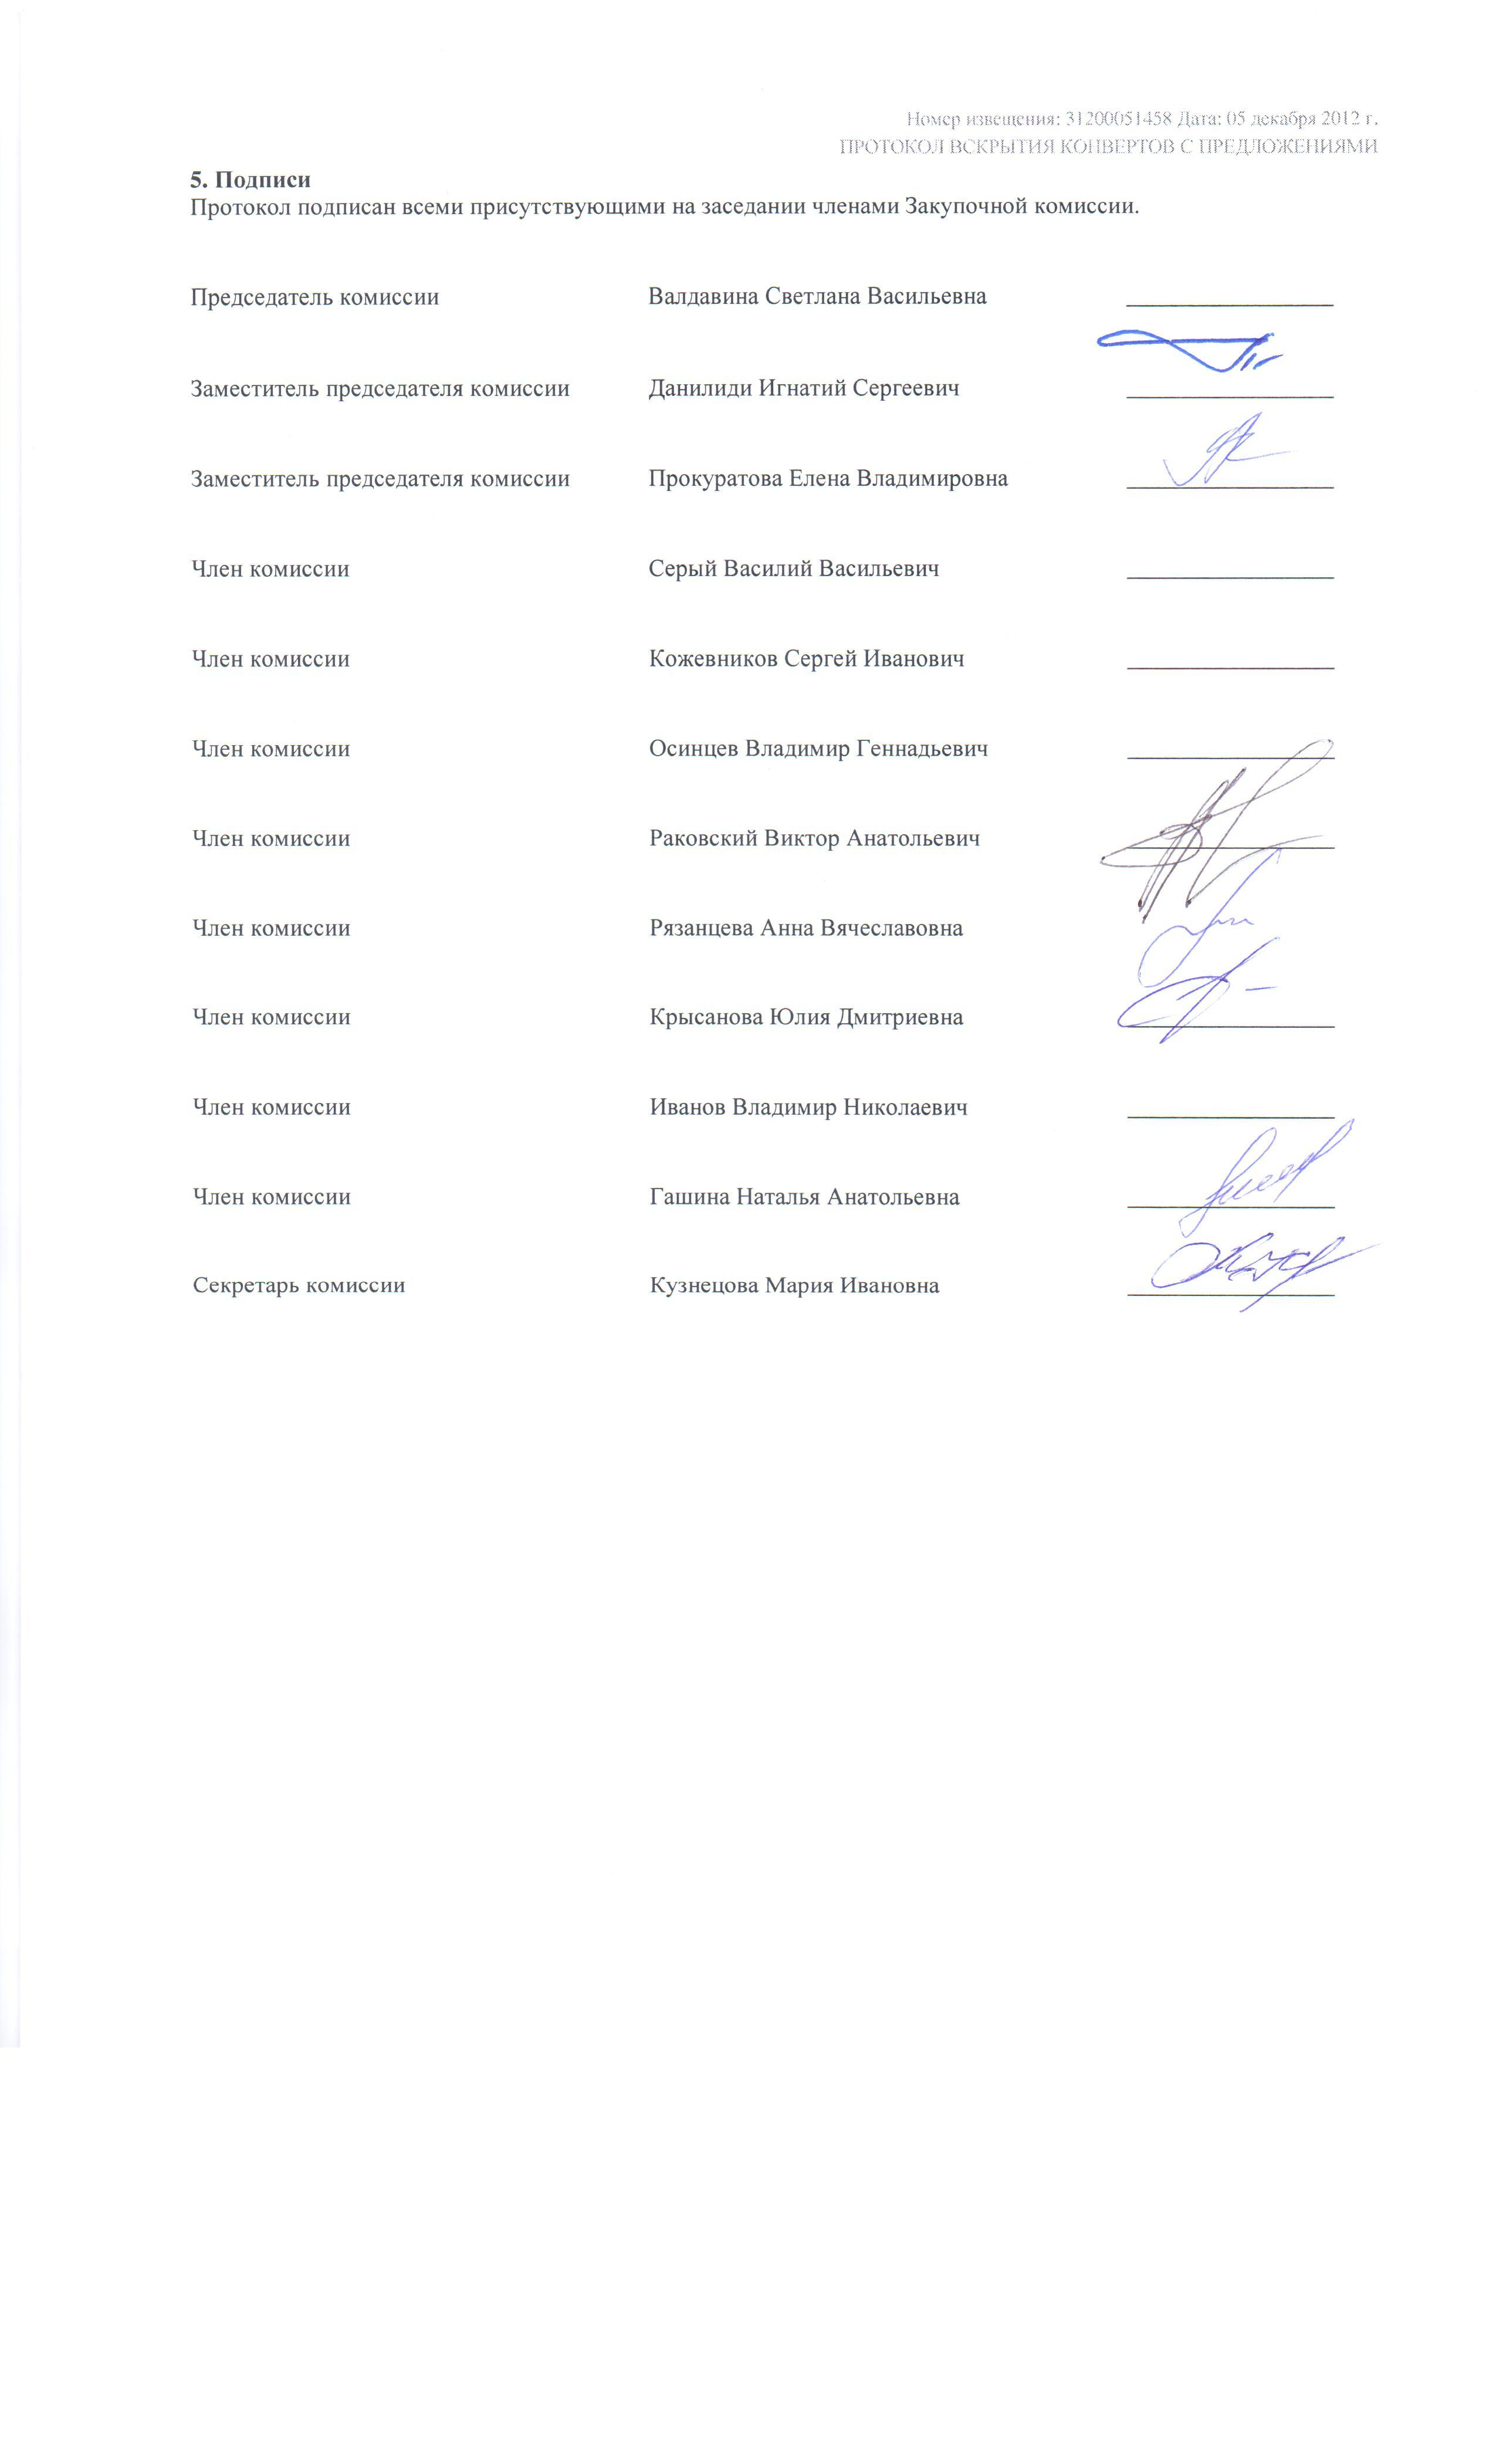 Номер извещения: 31200051458 Дата: 05 декабря 2012 г.
ПРОТОКОЛ ВСКРЫТИЯ КОНВЕРТОВ С ПРЕДЛОЖЕНИЯМИ
5. Подписи
Протокол подписан всеми присутствующими на заседании членами Закупочной комиссии.
Председатель комиссии Валдавина Светлана Васильевна
Заместитель председателя комиссии Данилиди Игнатий Сергеевич
Заместитель председателя комиссии Прокуратова Елена Владимировна
Член комиссии Серый Василий Васильевич
Член комиссии Кожевников Сергей Иванович
Член комиссии Осинцев Владимир Геннадьевич
Член комиссии Раковский Виктор Анатольевич
Член комиссии Рязанцева Анна Вячеславовна
Член комиссии Крысанова Юлия Дмитриевна
Член комиссии Иванов Владимир Николаевич
Член комиссии Гашина Наталья Анатольевна
Секретарь комиссии Кузнецова Мария Ивановна